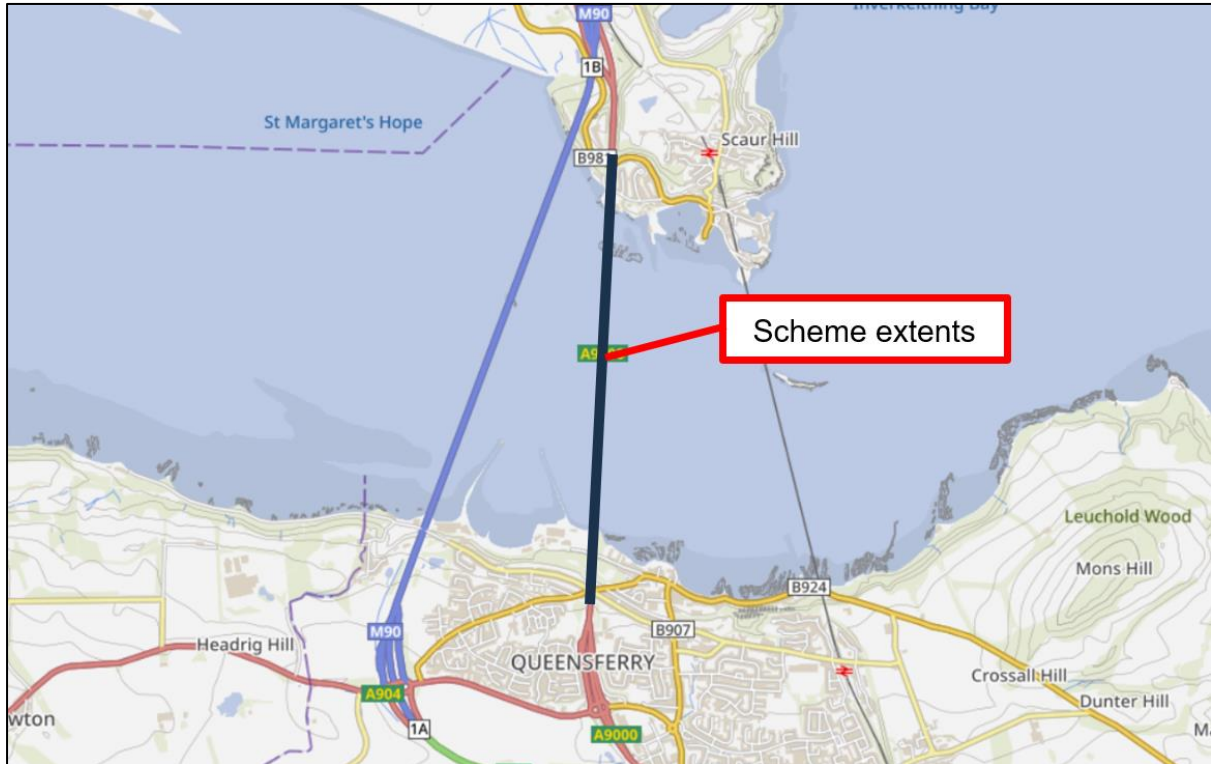 M90
Inverkeithing Bay
1B
St Margaret's Hope
Scaur Hill
B981
Scheme extents
Leuchold Wood
Mons Hill
B924
M90
Headrig Hill
B907
QUEENSFERRY
Crossall Hill
A904
Dunter Hill
wton
1A
A9000